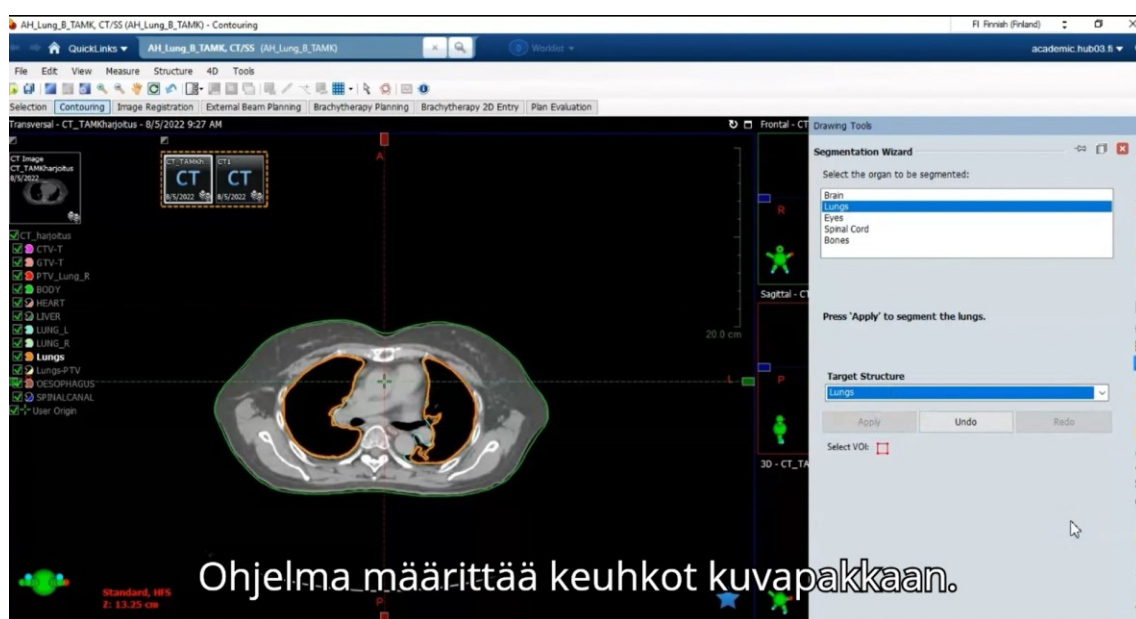 AH_Lung_B_TAMK, CT/SS (AH_Lung_B_TAMK) - Contouring
FI Finnish (Finland)
QuickLinks
AH_Lung_B_TAMK, CT/SS (AH_Lung_B_TAMK)
Worklist
academic.hub03.fi
File Edit View Measure Structure 4D Tools
Selection Contouring Image Registration External Beam Planning Brachytherapy Planning Brachytherapy 2D Entry Plan Evaluation
Transversal - CT_TAMKharjoitus - 8/5/2022 9:27 AM
Frontal - CT
Drawing Tools
CT Image
CT_TAMKharjoitus
8/5/2022
CT_TAMKh
CT
8/5/2022
CT1
CT
8/5/2022
A
R
Segmentation Wizard
Select the organ to be segmented:
Brain
Lungs
Eyes
Spinal Cord
Bones
CT_harjoitus
CTV-T
GTV-T
PTV_Lung_R
BODY
HEART
LIVER
LUNG_L
LUNG_R
Lungs
Lungs-PTV
OESOPHAGUS
SPINALCANAL
User Origin
20.0 cm
L
Sagittal - CT
P
3D - CT_TA
Press 'Apply' to segment the lungs.
Target Structure
Lungs
Apply Undo Redo
Select VOI:
Standard, HFS
Z: 13.25 cm
P
Ohjelma määrittää keuhkot kuvapakkaan.